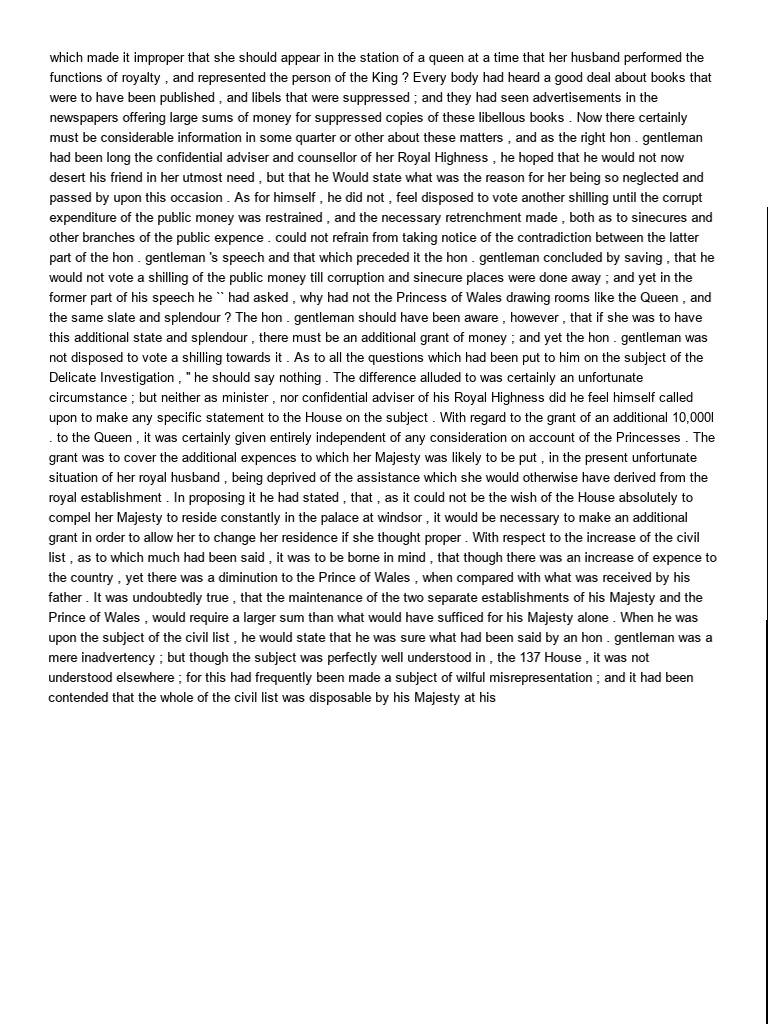 which made it improper that she should appear in the station of a queen at a time that her husband performed the
functions of royalty , and represented the person of the King ? Every body had heard a good deal about books that
were to have been published , and libels that were suppressed ; and they had seen advertisements in the
newspapers offering large sums of money for suppressed copies of these libellous books . Now there certainly
must be considerable information in some quarter or other about these matters , and as the right hon . gentleman
had been long the confidential adviser and counsellor of her Royal Highness , he hoped that he would not now
desert his friend in her utmost need , but that he Would state what was the reason for her being so neglected and
passed by upon this occasion . As for himself , he did not , feel disposed to vote another shilling until the corrupt
expenditure of the public money was restrained , and the necessary retrenchment made , both as to sinecures and
other branches of the public expence . could not refrain from taking notice of the contradiction between the latter
part of the hon . gentleman 's speech and that which preceded it the hon . gentleman concluded by saving , that he
would not vote a shilling of the public money till corruption and sinecure places were done away ; and yet in the
former part of his speech he `` had asked , why had not the Princess of Wales drawing rooms like the Queen , and
the same slate and splendour ? The hon . gentleman should have been aware , however , that if she was to have
this additional state and splendour , there must be an additional grant of money ; and yet the hon . gentleman was
not disposed to vote a shilling towards it . As to all the questions which had been put to him on the subject of the
Delicate Investigation , " he should say nothing . The difference alluded to was certainly an unfortunate
circumstance ; but neither as minister , nor confidential adviser of his Royal Highness did he feel himself called
upon to make any specific statement to the House on the subject . With regard to the grant of an additional 10,000l
. to the Queen , it was certainly given entirely independent of any consideration on account of the Princesses . The
grant was to cover the additional expences to which her Majesty was likely to be put , in the present unfortunate
situation of her royal husband , being deprived of the assistance which she would otherwise have derived from the
royal establishment . In proposing it he had stated , that , as it could not be the wish of the House absolutely to
compel her Majesty to reside constantly in the palace at windsor , it would be necessary to make an additional
grant in order to allow her to change her residence if she thought proper . With respect to the increase of the civil
list , as to which much had been said , it was to be borne in mind , that though there was an increase of expence to
the country , yet there was a diminution to the Prince of Wales , when compared with what was received by his
father . It was undoubtedly true , that the maintenance of the two separate establishments of his Majesty and the
Prince of Wales , would require a larger sum than what would have sufficed for his Majesty alone . When he was
upon the subject of the civil list , he would state that he was sure what had been said by an hon . gentleman was a
mere inadvertency ; but though the subject was perfectly well understood in , the 137 House , it was not
understood elsewhere ; for this had frequently been made a subject of wilful misrepresentation ; and it had been
contended that the whole of the civil list was disposable by his Majesty at his